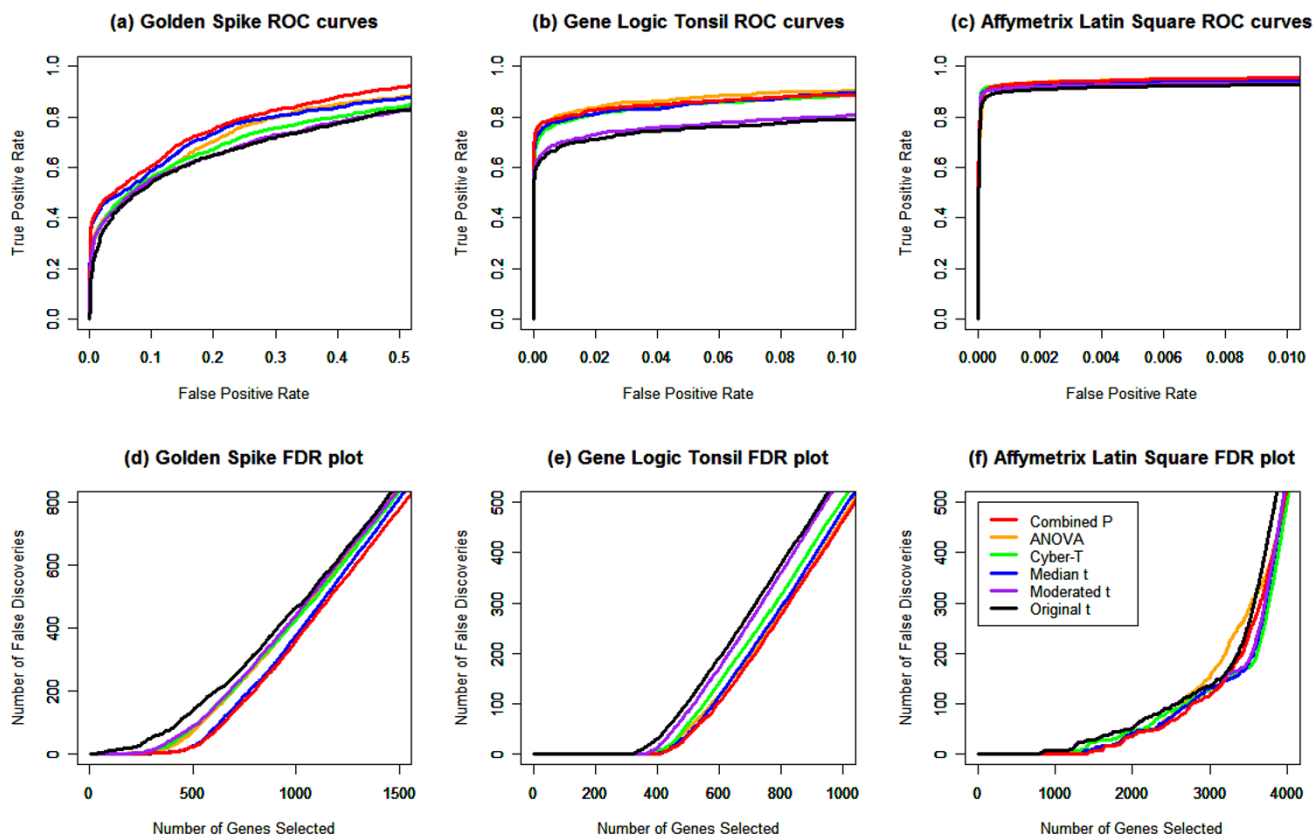 (a) Golden Spike ROC curves
(b) Gene Logic Tonsil ROC curves
(c) Affymetrix Latin Square ROC curves
True Positive Rate
0.0 0.2 0.4 0.6 0.8 1.0
0.0 0.1 0.2 0.3 0.4 0.5
False Positive Rate
True Positive Rate
0.0 0.2 0.4 0.6 0.8 1.0
0.00 0.02 0.04 0.06 0.08 0.10
False Positive Rate
True Positive Rate
0.0 0.2 0.4 0.6 0.8 1.0
0.000 0.002 0.004 0.006 0.008 0.010
False Positive Rate
(d) Golden Spike FDR plot
(e) Gene Logic Tonsil FDR plot
(f) Affymetrix Latin Square FDR plot
Number of False Discoveries
0 200 400 600 800
0 500 1000 1500
Number of Genes Selected
Number of False Discoveries
0 100 200 300 400 500
0 200 400 600 800 1000
Number of Genes Selected
Number of False Discoveries
0 100 200 300 400 500
Combined P
ANOVA
Cyber-T
Median t
Moderated t
Original t
0 1000 2000 3000 4000
Number of Genes Selected